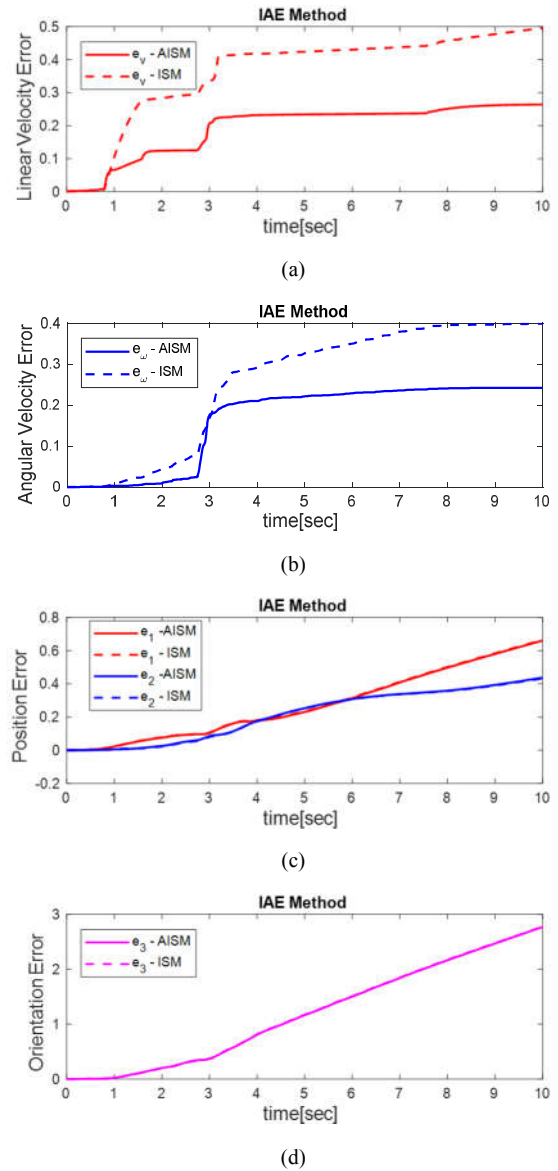 IAE Method
Linear Velocity Error
e_v - AISM
e_v - ISM
0.5
0.4
0.3
0.2
0.1
0
0 1 2 3 4 5 6 7 8 9 10
time[sec]
(a)
IAE Method
Angular Velocity Error
e_ω - AISM
e_ω - ISM
0.4
0.2
0
0 1 2 3 4 5 6 7 8 9 10
time[sec]
(b)
IAE Method
Position Error
e_1 -AISM
e_1 - ISM
e_2 - AISM
e_2 - ISM
0.8
0.6
0.4
0.2
0
-0.2
0 1 2 3 4 5 6 7 8 9 10
time[sec]
(c)
IAE Method
Orientation Error
e_3 - AISM
e_3 - ISM
3
2
1
0
0 1 2 3 4 5 6 7 8 9 10
time[sec]
(d)